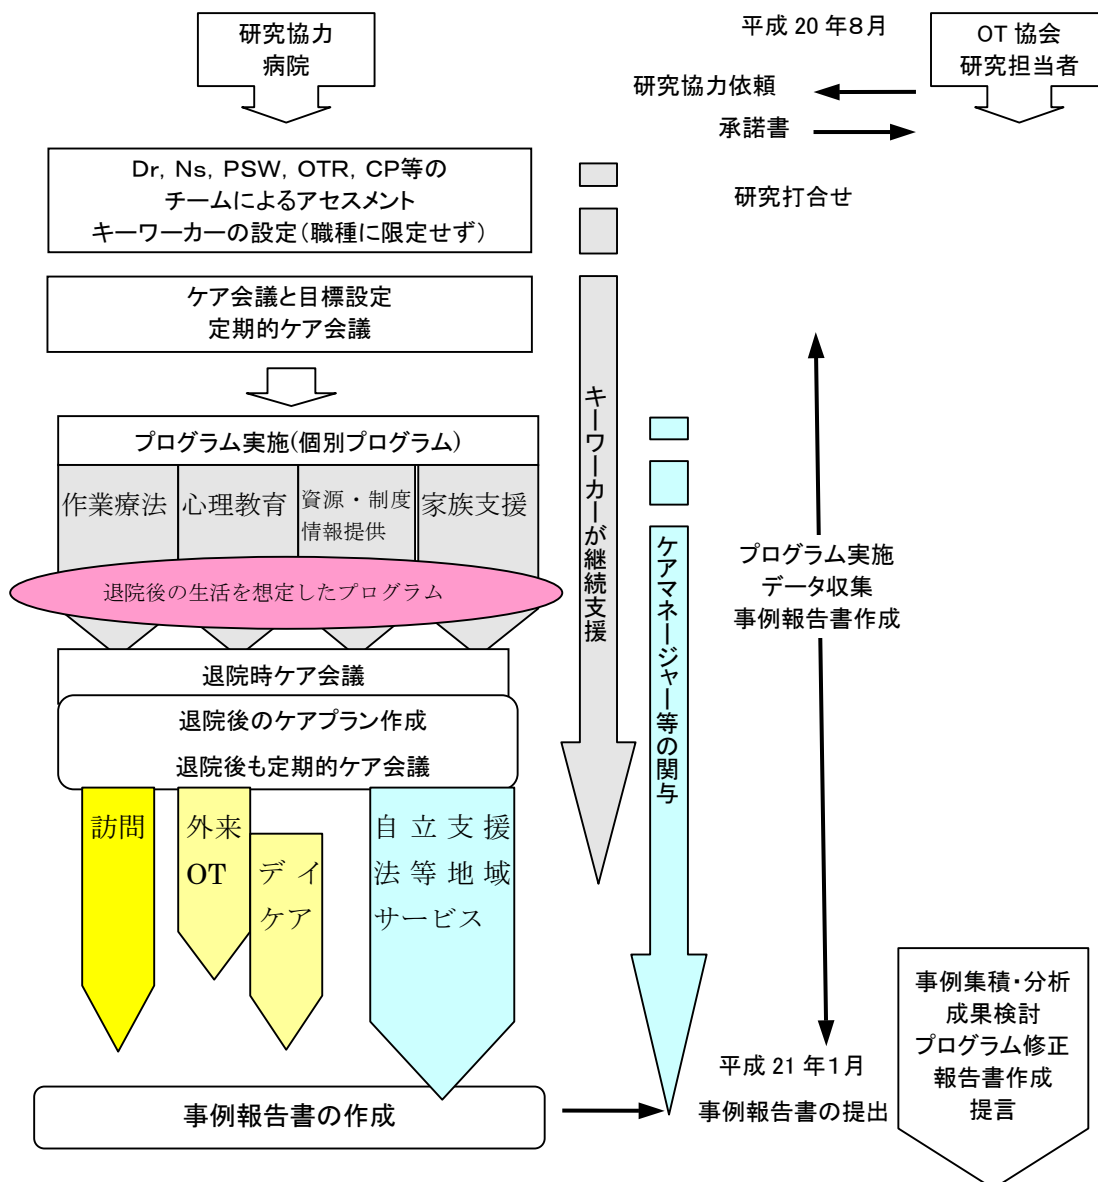 研究協力
病院
平成 20 年8月
OT 協会
研究担当者
研究協力依頼
承諾書
研究打合せ
Dr, Ns, PSW, OTR, CP等の
チームによるアセスメント
キーワーカーの設定(職種に限定せず)
ケア会議と目標設定
定期的ケア会議
プログラム実施(個別プログラム)
作業療法
心理教育
資源・制度
情報提供
家族支援
退院後の生活を想定したプログラム
キーワーカーが継続支援
ケアマネージャー等の関与
プログラム実施
データ収集
事例報告書作成
退院時ケア会議
退院後のケアプラン作成
退院後も定期的ケア会議
訪問
外来
OT
デイ
ケア
自立支援
法等地域
サービス
事例報告書の作成
平成 21 年1月
事例報告書の提出
事例集積・分析
成果検討
プログラム修正
報告書作成
提言